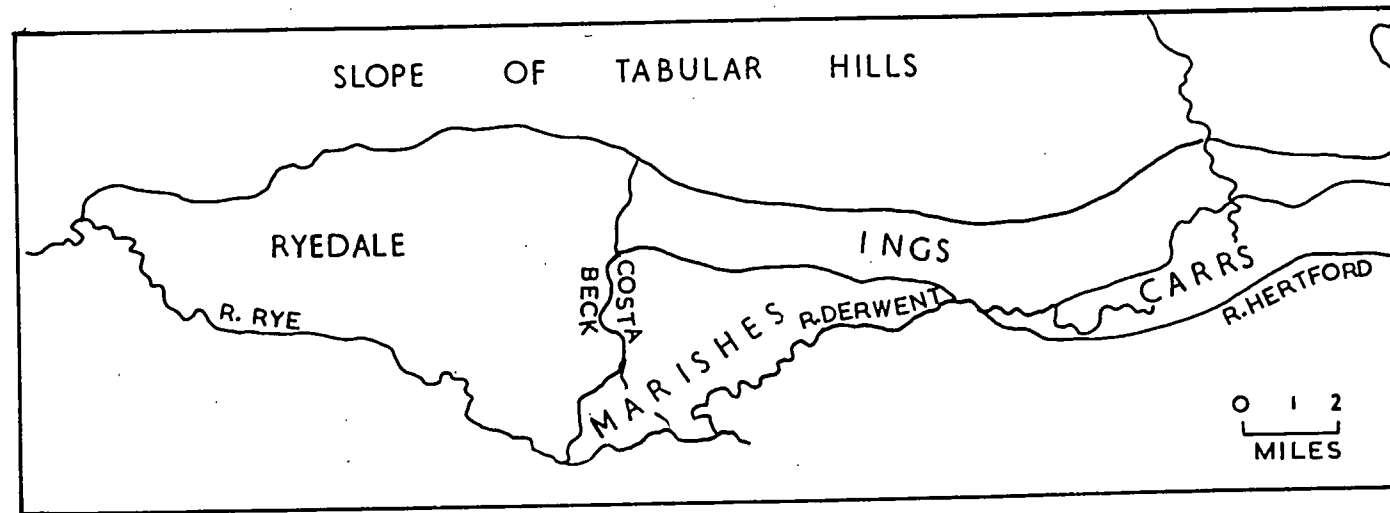 SLOPE OF TABULAR HILLS
RYEDALE
INGS
COSTA
BECK
R. RYE
MARISHES
R. DERWENT
CARRS
R. HERTFORD
0 1 2
MILES